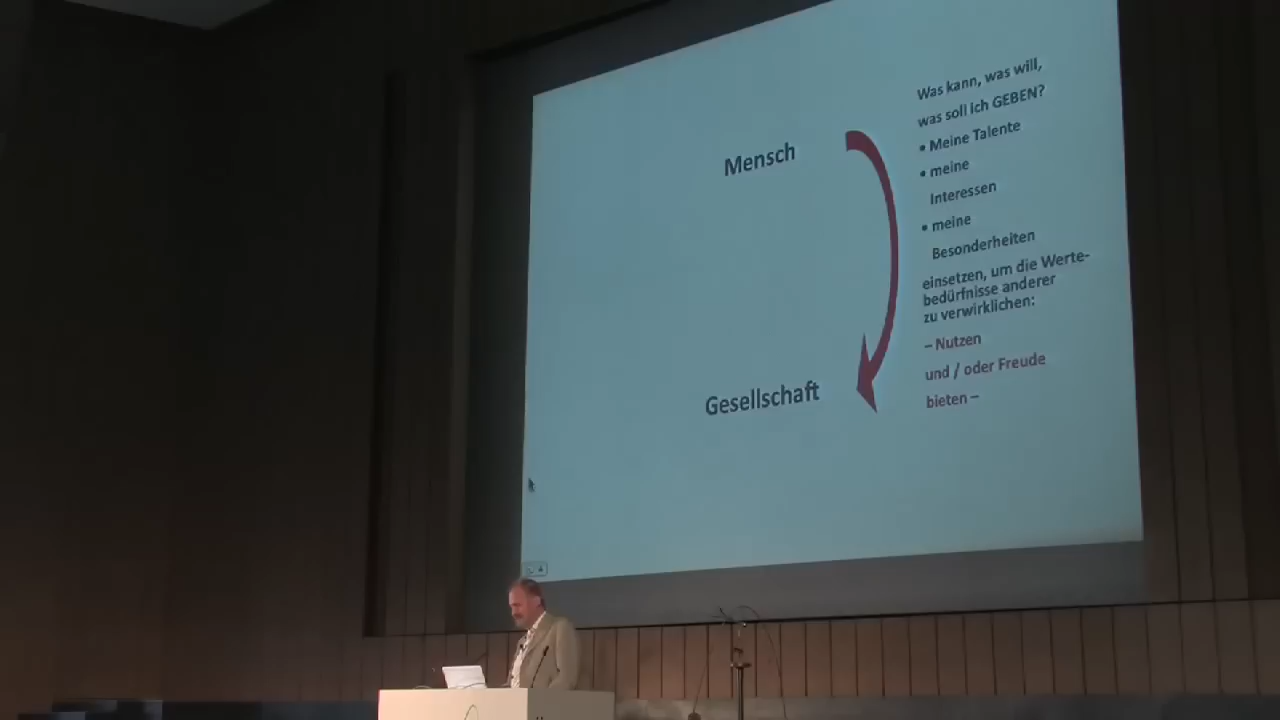 Mensch
Gesellschaft
Was kann, was will,
was soll ich GEBEN?
• Meine Talente
• meine
Interessen
• meine
Besonderheiten
einsetzen, um die Werte-
bedürfnisse anderer
zu verwirklichen:
– Nutzen
und / oder Freude
bieten –